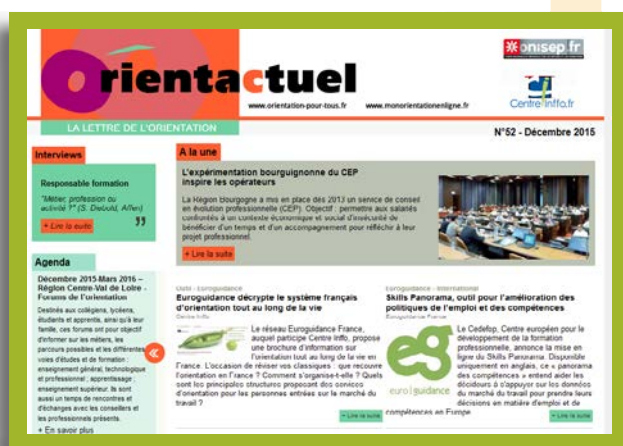 onisep.fr
Orientactuel
www.orientation-pour-tous.fr www.monorientationenligne.fr
Centre Inffo.fr
LA LETTRE DE L'ORIENTATION
N°52 - Décembre 2015
Interviews
Responsable formation
"Métier, profession ou
activité ?" (S. Diebold, Affen)
+ Lire la suite
Agenda
Décembre 2015-Mars 2016 –
Région Centre-Val de Loire -
Forums de l'orientation
Destinés aux collégiens, lycéens,
étudiants et apprentis, ainsi qu'à leur
famille, ces forums ont pour objectif
d'informer sur les métiers, les
parcours possibles et les différentes
voies d'études et de formation :
enseignement général, technologique
et professionnel ; apprentissage ;
enseignement supérieur. Ils sont
aussi un temps de rencontres et
d'échanges avec les conseillers et
les professionnels présents.
+ En savoir plus
A la une
L'expérimentation bourguignonne du CEP
inspire les opérateurs
La Région Bourgogne a mis en place dès 2013 un service de conseil
en évolution professionnelle (CEP). Objectif : permettre aux salariés
confrontés à un contexte économique et social d'insécurité de
bénéficier d'un temps et d'un accompagnement pour réfléchir à leur
projet professionnel.
+ Lire la suite
Outil - Euroguidance
Euroguidance décrypte le système français
d'orientation tout au long de la vie
Centre Inffo
Le réseau Euroguidance France,
auquel participe Centre Inffo, propose
une brochure d'information sur
l'orientation tout au long de la vie en
France. L'occasion de réviser vos classiques : que recouvre
l'orientation en France ? Comment s'organise-t-elle ? Quels
sont les principales structures proposant des services
d'orientation pour les personnes entrées sur le marché du
travail ?
+ Lire la suite
Euroguidance - International
Skills Panorama, outil pour l'amélioration des
politiques de l'emploi et des compétences
Euroguidance France
euro|guidance
Le Cedefop, Centre européen pour le
développement de la formation
professionnelle, annonce la mise en
ligne du Skills Panorama. Disponible
uniquement en anglais, ce « panorama
des compétences » entend aider les
décideurs à s'appuyer sur les données
du marché du travail pour prendre leurs
décisions en matière d'emploi et de
compétences en Europe.
+ Lire la suite